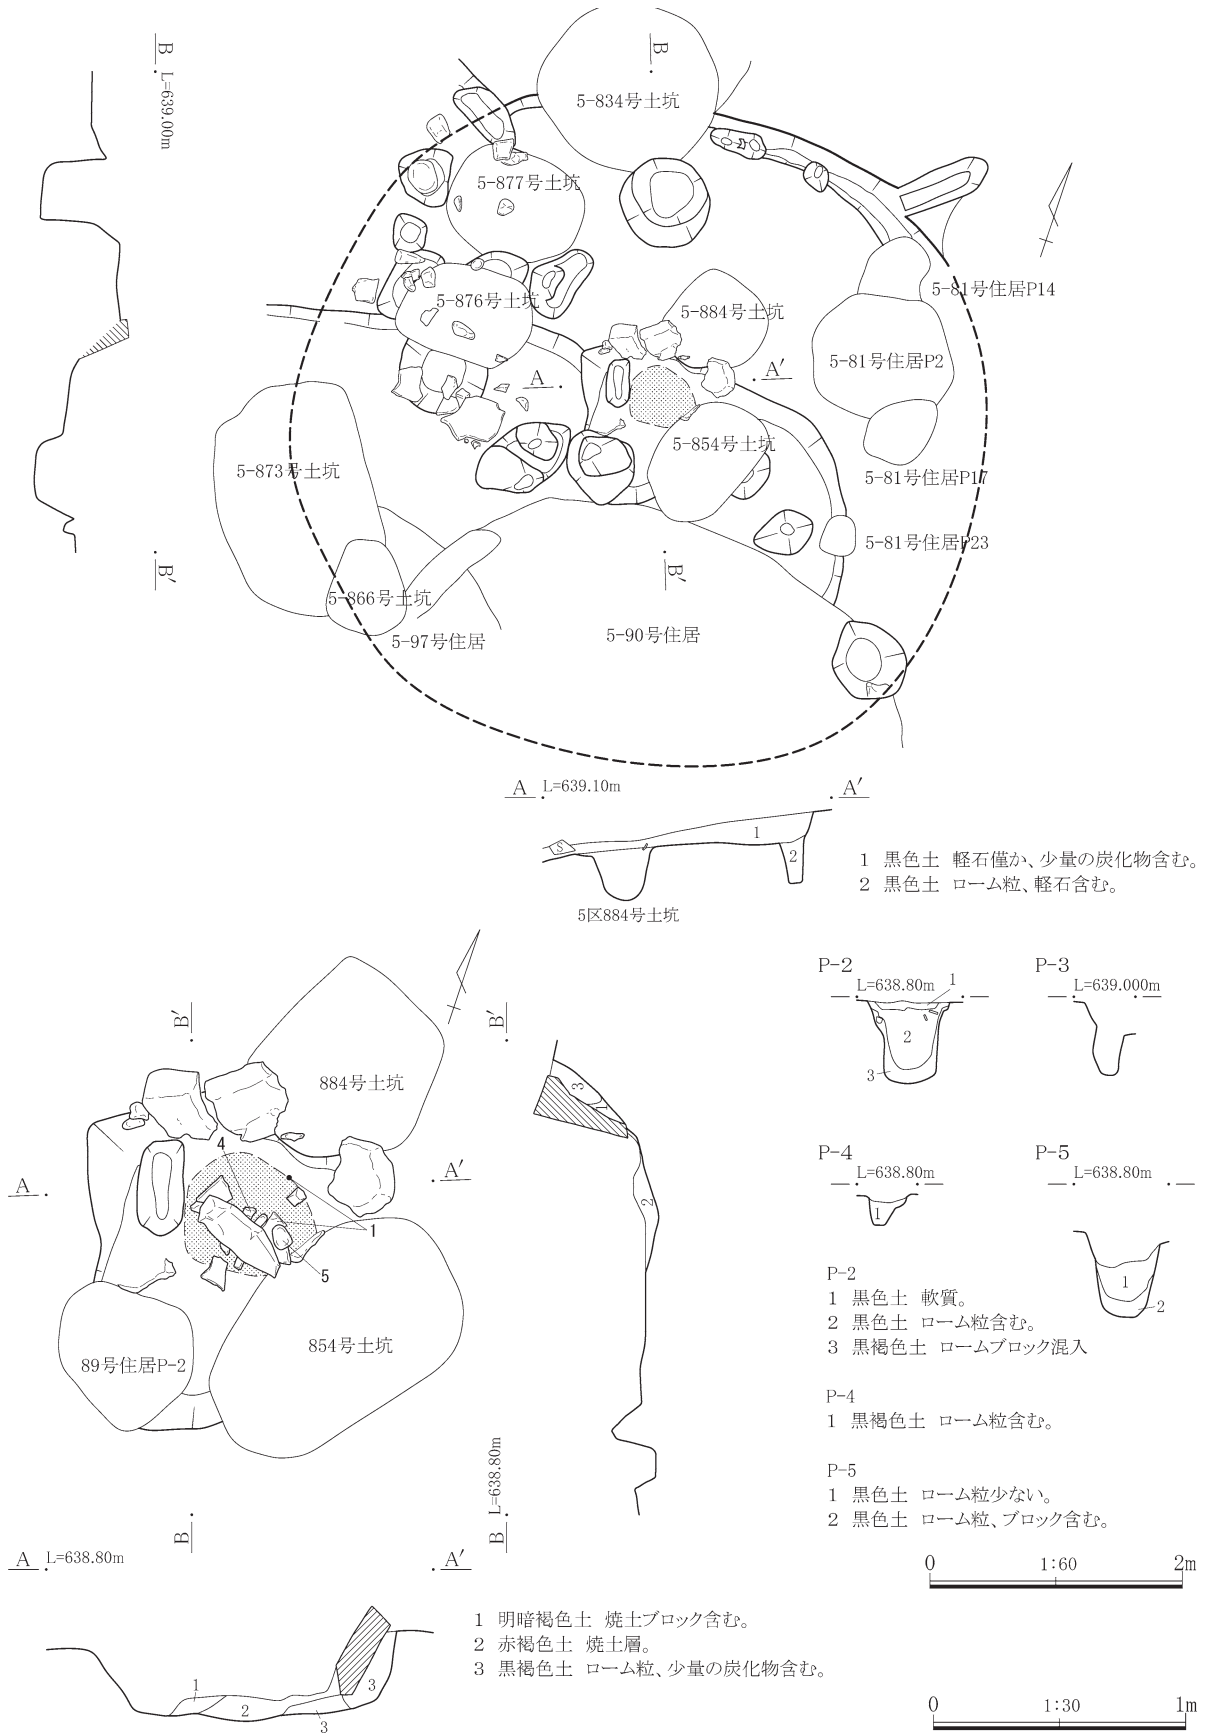 B
L=639.00m
B′
B
5-834号土坑
5-877号土坑
5-876号土坑
5-884号土坑
5-81号住居P14
5-81号住居P2
A
A′
5-854号土坑
5-873号土坑
5-81号住居P17
5-81号住居P23
B′
5-866号土坑
5-97号住居
5-90号住居
A L=639.10m A′
S
1
2
5区884号土坑
1 黒色土 軽石僅か、少量の炭化物含む。
2 黒色土 ローム粒、軽石含む。
B′
884号土坑
4
A
A′
1
5
854号土坑
89号住居P-2
B
B′
3
1
2
B L=638.80m
P-2
L=638.80m
1
2
3
P-3
L=639.000m
P-4
L=638.80m
1
P-5
L=638.80m
1
2
P-2
1 黒色土 軟質。
2 黒色土 ローム粒含む。
3 黒褐色土 ロームブロック混入
P-4
1 黒褐色土 ローム粒含む。
P-5
1 黒色土 ローム粒少ない。
2 黒色土 ローム粒、ブロック含む。
0 1:60 2m
A L=638.80m A′
1
2
3
3
1 明暗褐色土 焼土ブロック含む。
2 赤褐色土 焼土層。
3 黒褐色土 ローム粒、少量の炭化物含む。
0 1:30 1m